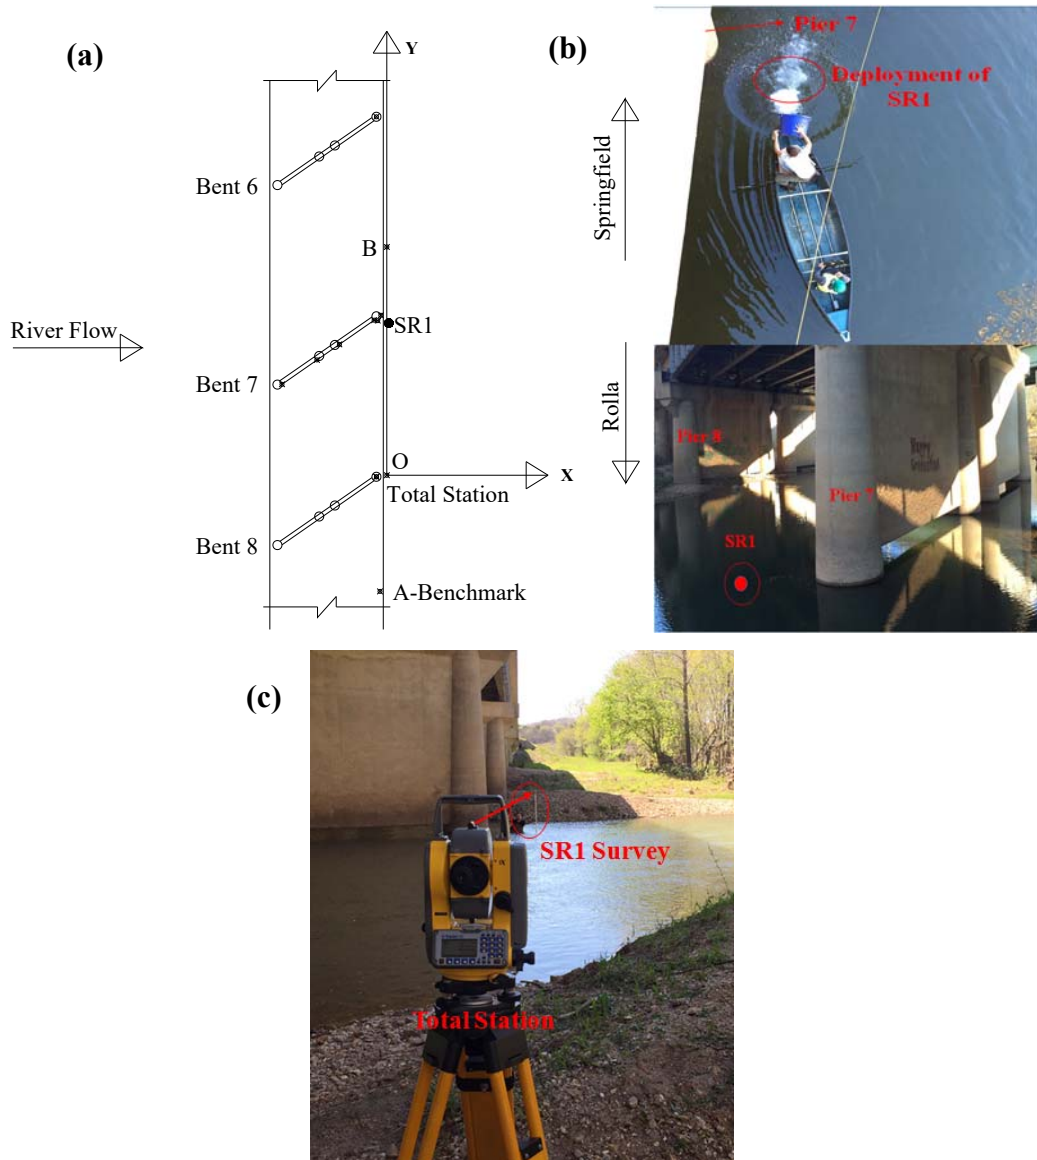 (a)
Y
Bent 6
B
River Flow
SR1
Bent 7
O
X
Total Station
Bent 8
A-Benchmark
(b)
Pier 7
Deployment of
SR1
Springfield
Rolla
Pier 8
Happy
Pier 7
SR1
(c)
SR1 Survey
Total Station